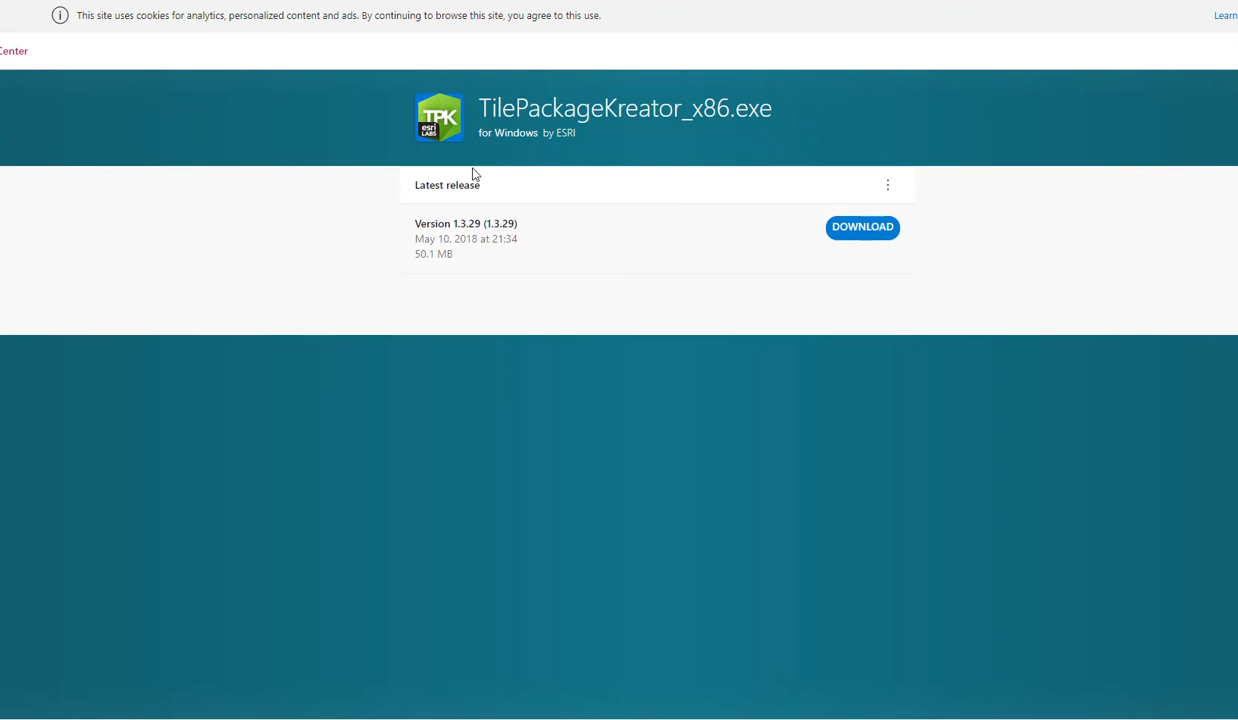 This site uses cookies for analytics, personalized content and ads. By continuing to browse this site, you agree to this use.
Learn
Center
TPK
esri
LABS
TilePackageKreator_x86.exe
for Windows by ESRI
Latest release
Version 1.3.29 (1.3.29)
DOWNLOAD
May 10, 2018 at 21:34
50.1 MB